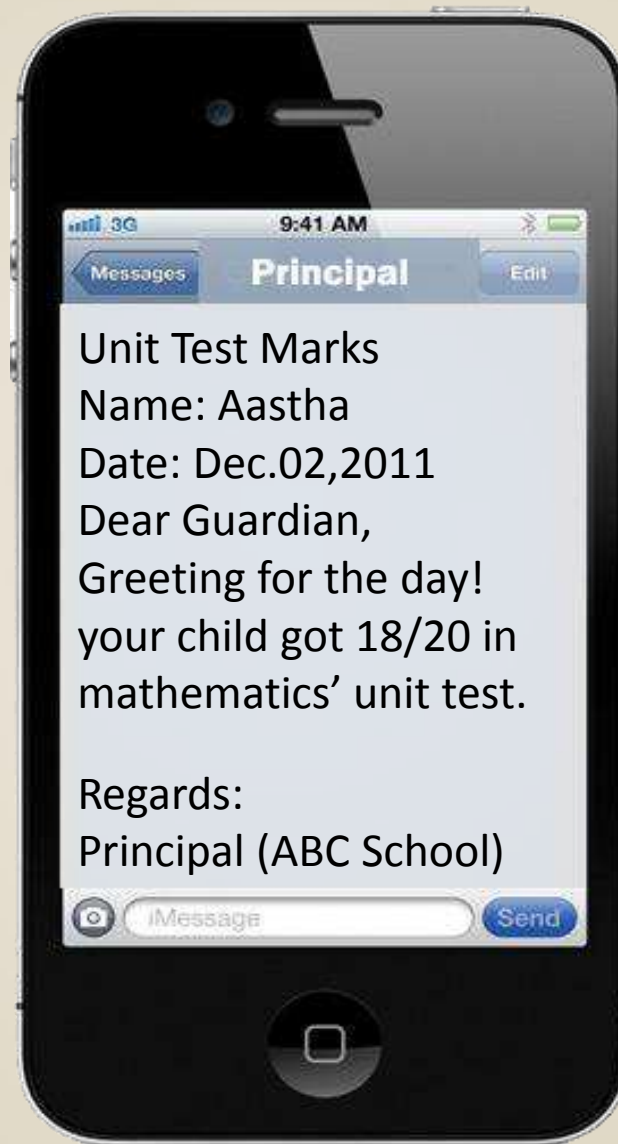 3G 9:41 AM
Messages Principal Edit
Unit Test Marks
Name: Aastha
Date: Dec.02,2011
Dear Guardian,
Greeting for the day!
your child got 18/20 in
mathematics’ unit test.
Regards:
Principal (ABC School)
iMessage Send